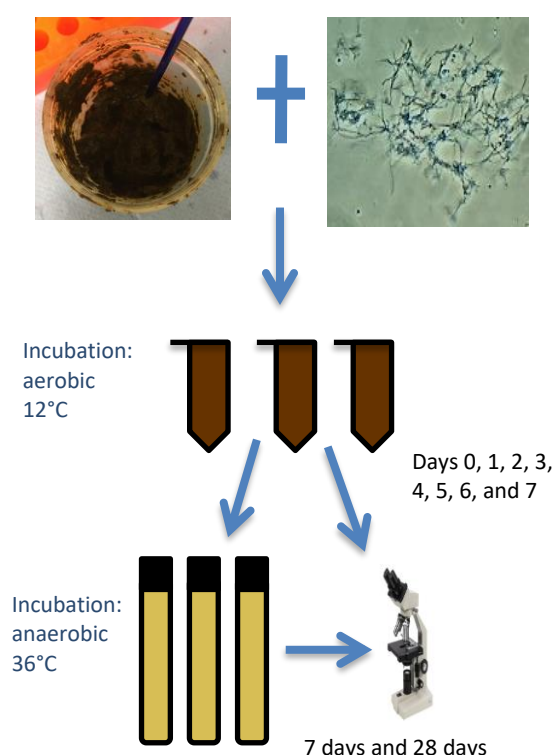 Incubation:
aerobic
12°C
Days 0, 1, 2, 3,
4, 5, 6, and 7
Incubation:
anaerobic
36°C
7 days and 28 days